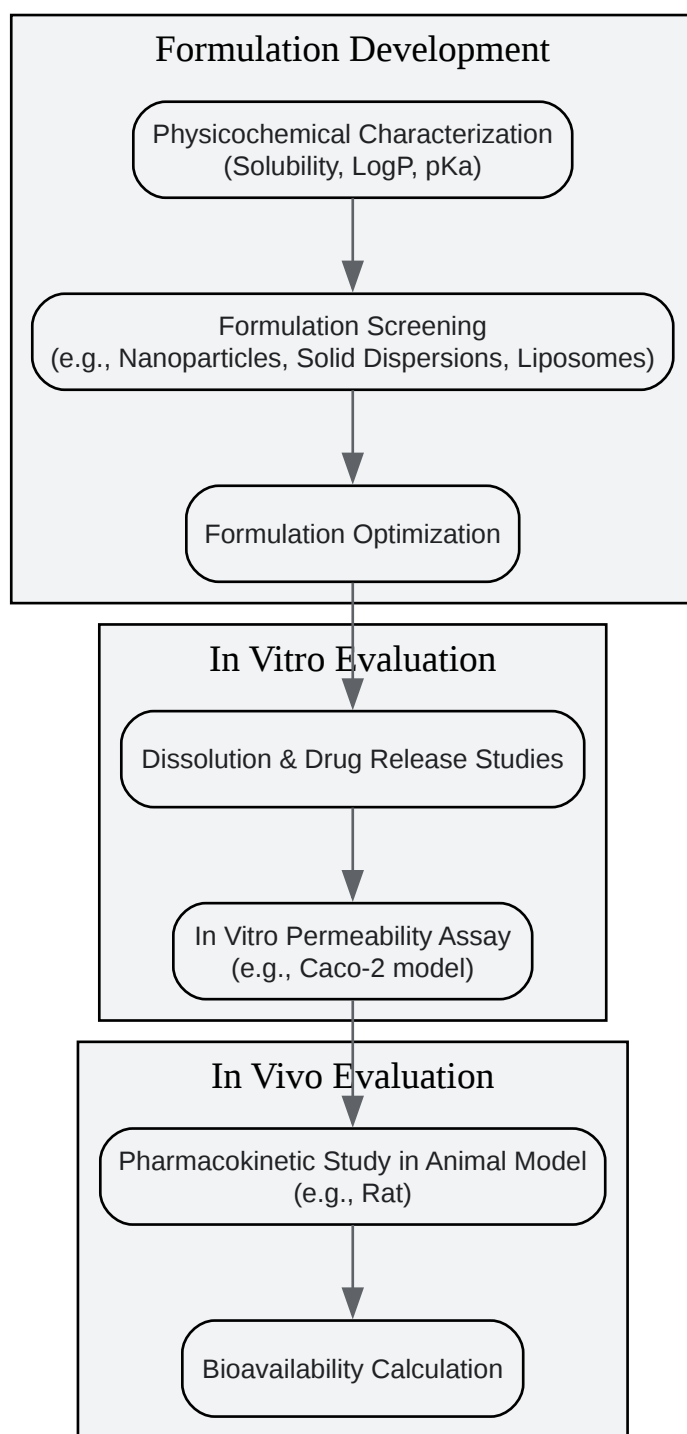 Formulation Development
Physicochemical Characterization
(Solubility, LogP, pKa)
Formulation Screening
(e.g., Nanoparticles, Solid Dispersions, Liposomes)
Formulation Optimization
In Vitro Evaluation
Dissolution & Drug Release Studies
In Vitro Permeability Assay
(e.g., Caco-2 model)
In Vivo Evaluation
Pharmacokinetic Study in Animal Model
(e.g., Rat)
Bioavailability Calculation